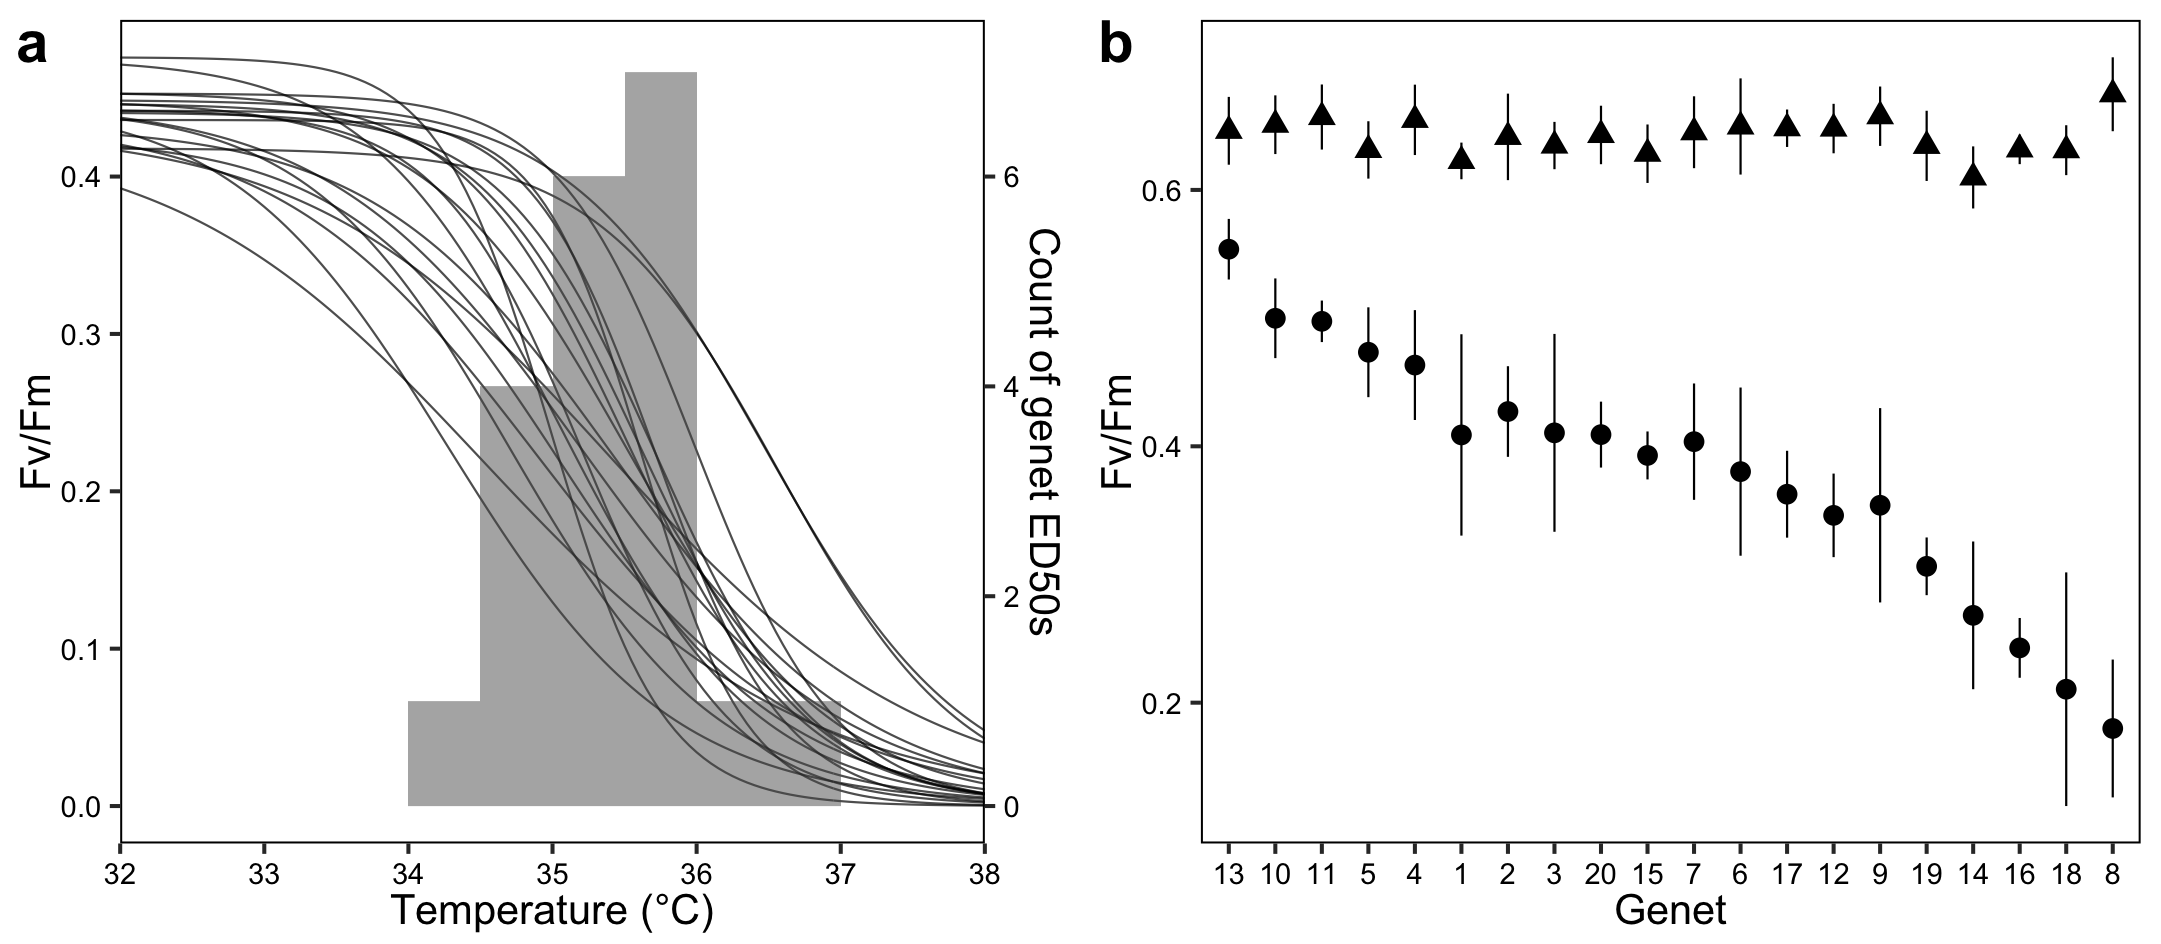 a
Fv/Fm
0.4
0.3
0.2
0.1
0.0
6
4
2
0
Count of genet ED50s
32 33 34 35 36 37 38
Temperature (°C)
b
Fv/Fm
0.6
0.4
0.2
13 10 11 5 4 1 2 3 20 15 7 6 17 12 9 19 14 16 18 8
Genet